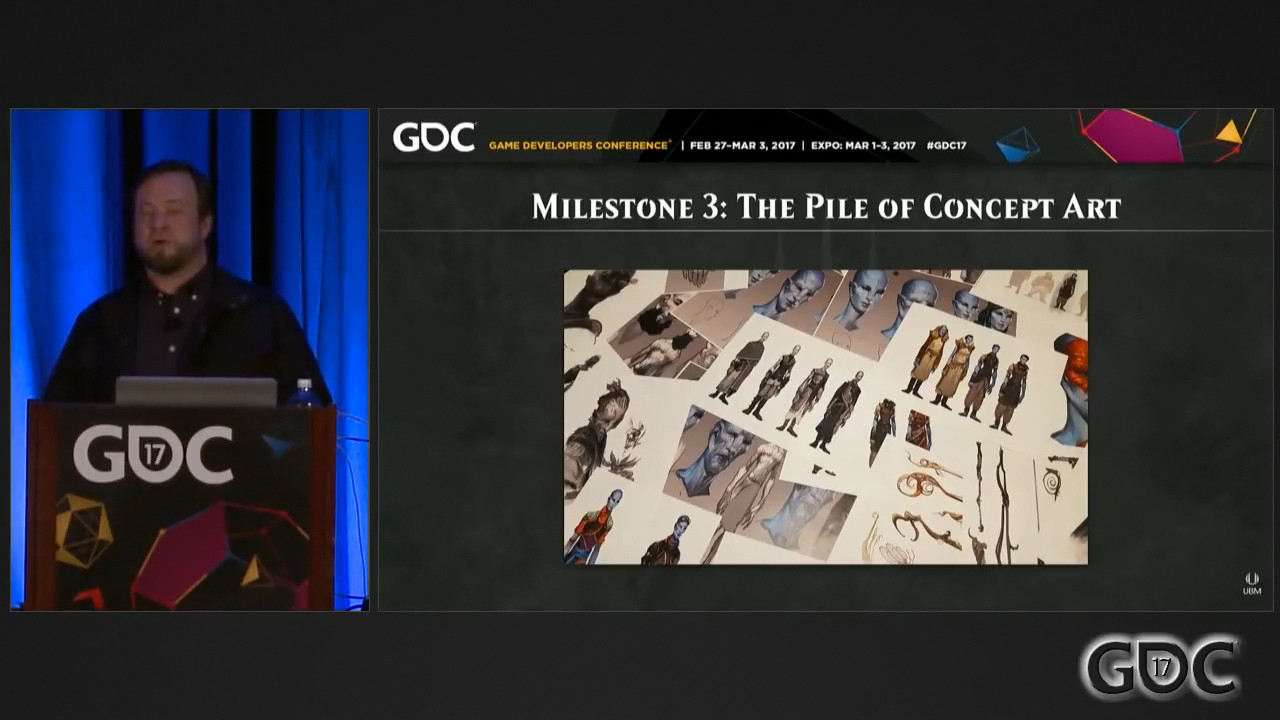 GDC
GAME DEVELOPERS CONFERENCE® | FEB 27–MAR 3, 2017 | EXPO: MAR 1–3, 2017 #GDC17
MILESTONE 3: THE PILE OF CONCEPT ART
GDC
17
UBM
GDC
17